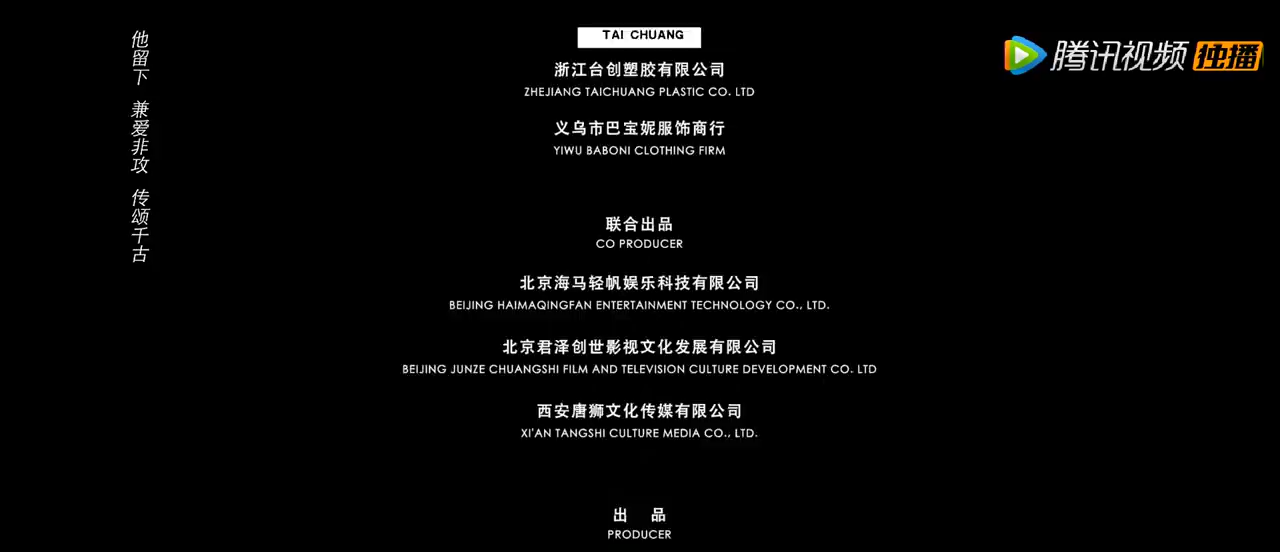 他留下 兼爱非攻 传颂千古
TAI CHUANG
浙江台创塑胶有限公司
ZHEJIANG TAICHUANG PLASTIC CO. LTD
义乌市巴宝妮服饰商行
YIWU BABONI CLOTHING FIRM
联合出品
CO PRODUCER
北京海马轻帆娱乐科技有限公司
BEIJING HAIMAQINGFAN ENTERTAINMENT TECHNOLOGY CO., LTD.
北京君泽创世影视文化发展有限公司
BEIJING JUNZE CHUANGSHI FILM AND TELEVISION CULTURE DEVELOPMENT CO. LTD
西安唐狮文化传媒有限公司
XI'AN TANGSHI CULTURE MEDIA CO., LTD.
出 品
PRODUCER
腾讯视频 独播